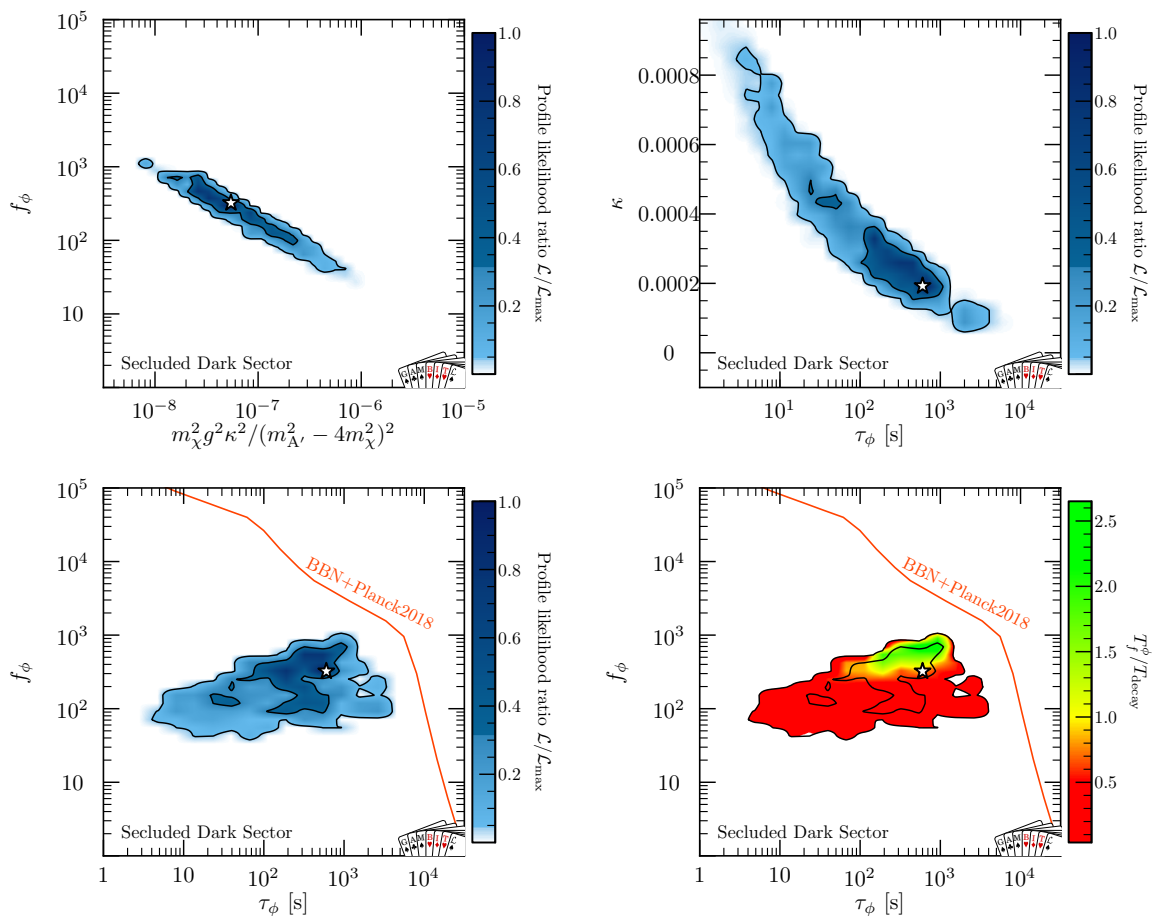 10^5
10^4
10^3
10^2
10
f_ϕ
Secluded Dark Sector
GAMBIT
10^-8 10^-7 10^-6 10^-5
m_χ^2 g^2 κ^2/(m_A′^2 − 4m_χ^2)^2
1.0
0.8
0.6
0.4
0.2
Profile likelihood ratio L/L_max
0.0008
0.0006
0.0004
0.0002
0
κ
Secluded Dark Sector
GAMBIT
10^1 10^2 10^3 10^4
τ_ϕ [s]
1.0
0.8
0.6
0.4
0.2
Profile likelihood ratio L/L_max
10^5
10^4
10^3
10^2
10
f_ϕ
BBN+Planck2018
Secluded Dark Sector
GAMBIT
1 10 10^2 10^3 10^4
τ_ϕ [s]
1.0
0.8
0.6
0.4
0.2
Profile likelihood ratio L/L_max
10^5
10^4
10^3
10^2
10
f_ϕ
BBN+Planck2018
Secluded Dark Sector
GAMBIT
1 10 10^2 10^3 10^4
τ_ϕ [s]
2.5
2.0
1.5
1.0
0.5
T_f^ϕ/T_decay